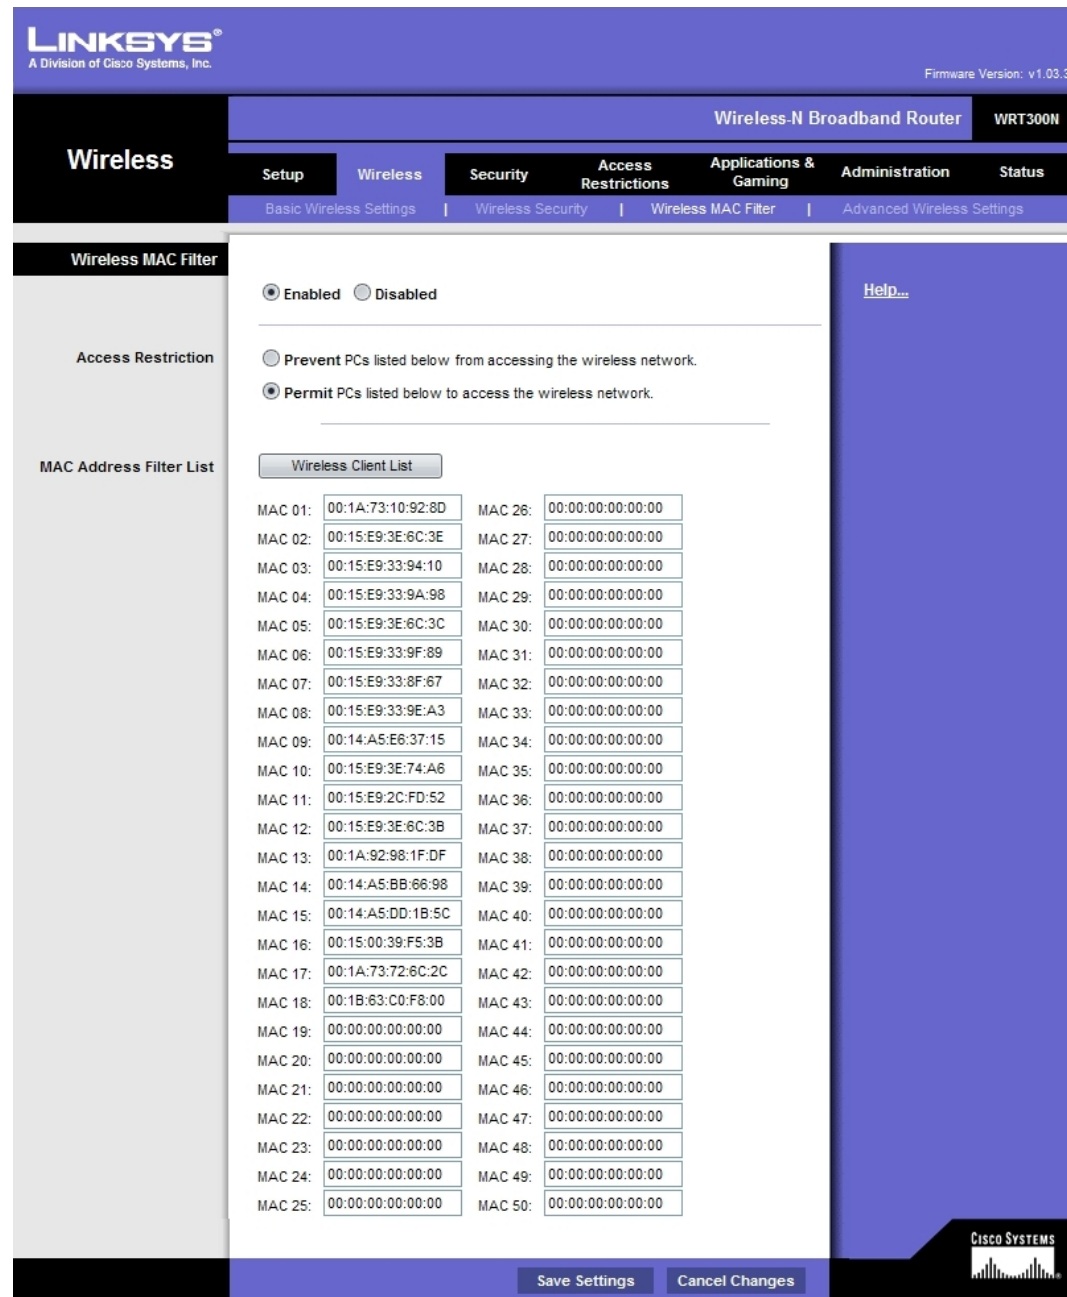 LINKSYS®
A Division of Cisco Systems, Inc.
Firmware Version: v1.03.3
Wireless-N Broadband Router WRT300N
Wireless
Setup Wireless Security Access Restrictions Applications & Gaming Administration Status
Basic Wireless Settings | Wireless Security | Wireless MAC Filter | Advanced Wireless Settings
Wireless MAC Filter
Enabled Disabled
Help...
Access Restriction
Prevent PCs listed below from accessing the wireless network.
Permit PCs listed below to access the wireless network.
MAC Address Filter List
Wireless Client List
MAC 01: 00:1A:73:10:92:8D MAC 26: 00:00:00:00:00:00
MAC 02: 00:15:E9:3E:6C:3E MAC 27: 00:00:00:00:00:00
MAC 03: 00:15:E9:33:94:10 MAC 28: 00:00:00:00:00:00
MAC 04: 00:15:E9:33:9A:98 MAC 29: 00:00:00:00:00:00
MAC 05: 00:15:E9:3E:6C:3C MAC 30: 00:00:00:00:00:00
MAC 06: 00:15:E9:33:9F:89 MAC 31: 00:00:00:00:00:00
MAC 07: 00:15:E9:33:8F:67 MAC 32: 00:00:00:00:00:00
MAC 08: 00:15:E9:33:9E:A3 MAC 33: 00:00:00:00:00:00
MAC 09: 00:14:A5:E6:37:15 MAC 34: 00:00:00:00:00:00
MAC 10: 00:15:E9:3E:74:A6 MAC 35: 00:00:00:00:00:00
MAC 11: 00:15:E9:2C:FD:52 MAC 36: 00:00:00:00:00:00
MAC 12: 00:15:E9:3E:6C:3B MAC 37: 00:00:00:00:00:00
MAC 13: 00:1A:92:98:1F:DF MAC 38: 00:00:00:00:00:00
MAC 14: 00:14:A5:BB:66:98 MAC 39: 00:00:00:00:00:00
MAC 15: 00:14:A5:DD:1B:5C MAC 40: 00:00:00:00:00:00
MAC 16: 00:15:00:39:F5:3B MAC 41: 00:00:00:00:00:00
MAC 17: 00:1A:73:72:6C:2C MAC 42: 00:00:00:00:00:00
MAC 18: 00:1B:63:C0:F8:00 MAC 43: 00:00:00:00:00:00
MAC 19: 00:00:00:00:00:00 MAC 44: 00:00:00:00:00:00
MAC 20: 00:00:00:00:00:00 MAC 45: 00:00:00:00:00:00
MAC 21: 00:00:00:00:00:00 MAC 46: 00:00:00:00:00:00
MAC 22: 00:00:00:00:00:00 MAC 47: 00:00:00:00:00:00
MAC 23: 00:00:00:00:00:00 MAC 48: 00:00:00:00:00:00
MAC 24: 00:00:00:00:00:00 MAC 49: 00:00:00:00:00:00
MAC 25: 00:00:00:00:00:00 MAC 50: 00:00:00:00:00:00
CISCO SYSTEMS
Save Settings Cancel Changes